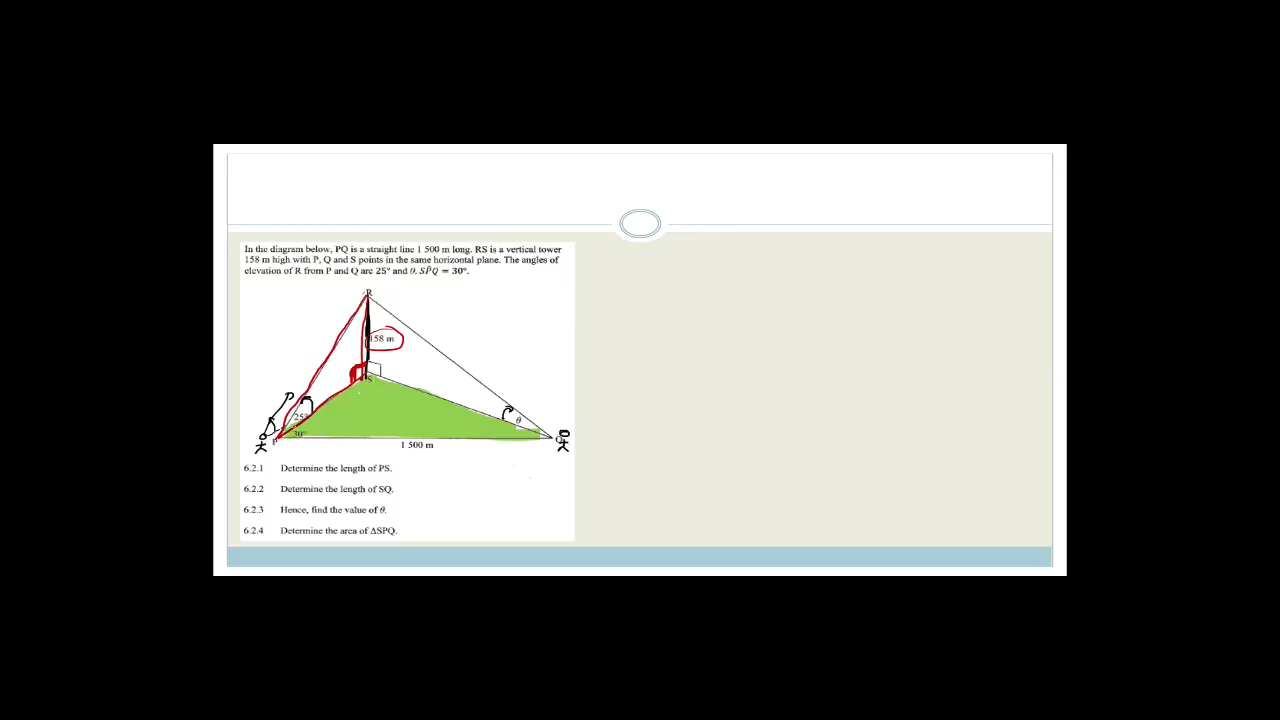 In the diagram below, PQ is a straight line 1 500 m long. RS is a vertical tower
158 m high with P, Q and S points in the same horizontal plane. The angles of
elevation of R from P and Q are 25° and θ. SP̂Q = 30°.
R
158 m
S
P
25°
θ
P
30°
Q
1 500 m
6.2.1 Determine the length of PS.
6.2.2 Determine the length of SQ.
6.2.3 Hence, find the value of θ.
6.2.4 Determine the area of ΔSPQ.